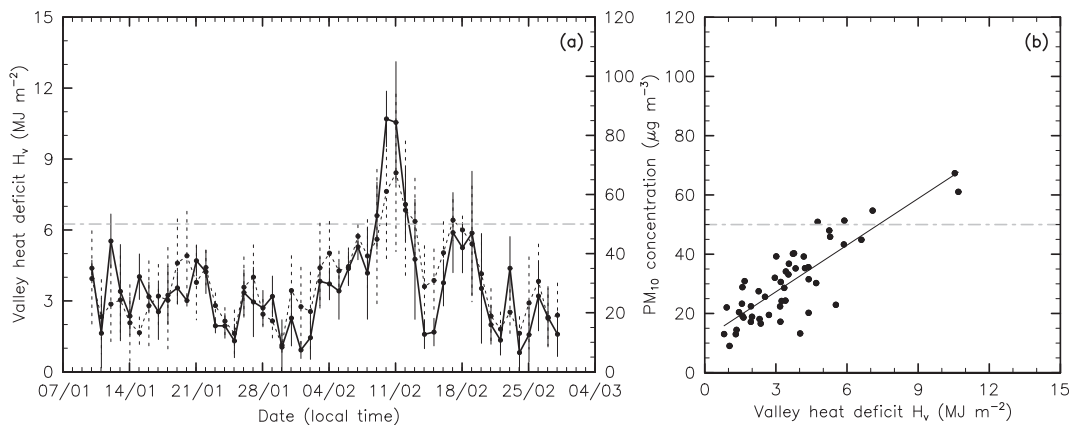 (a)
Valley heat deficit Hᵥ (MJ m⁻²)
15
12
9
6
3
0
07/01 14/01 21/01 28/01 04/02 11/02 18/02 25/02 04/03
Date (local time)
120
100
80
60
40
20
0
PM₁₀ concentration (μg m⁻³)
(b)
120
100
80
60
40
20
0
0 3 6 9 12 15
Valley heat deficit Hᵥ (MJ m⁻²)